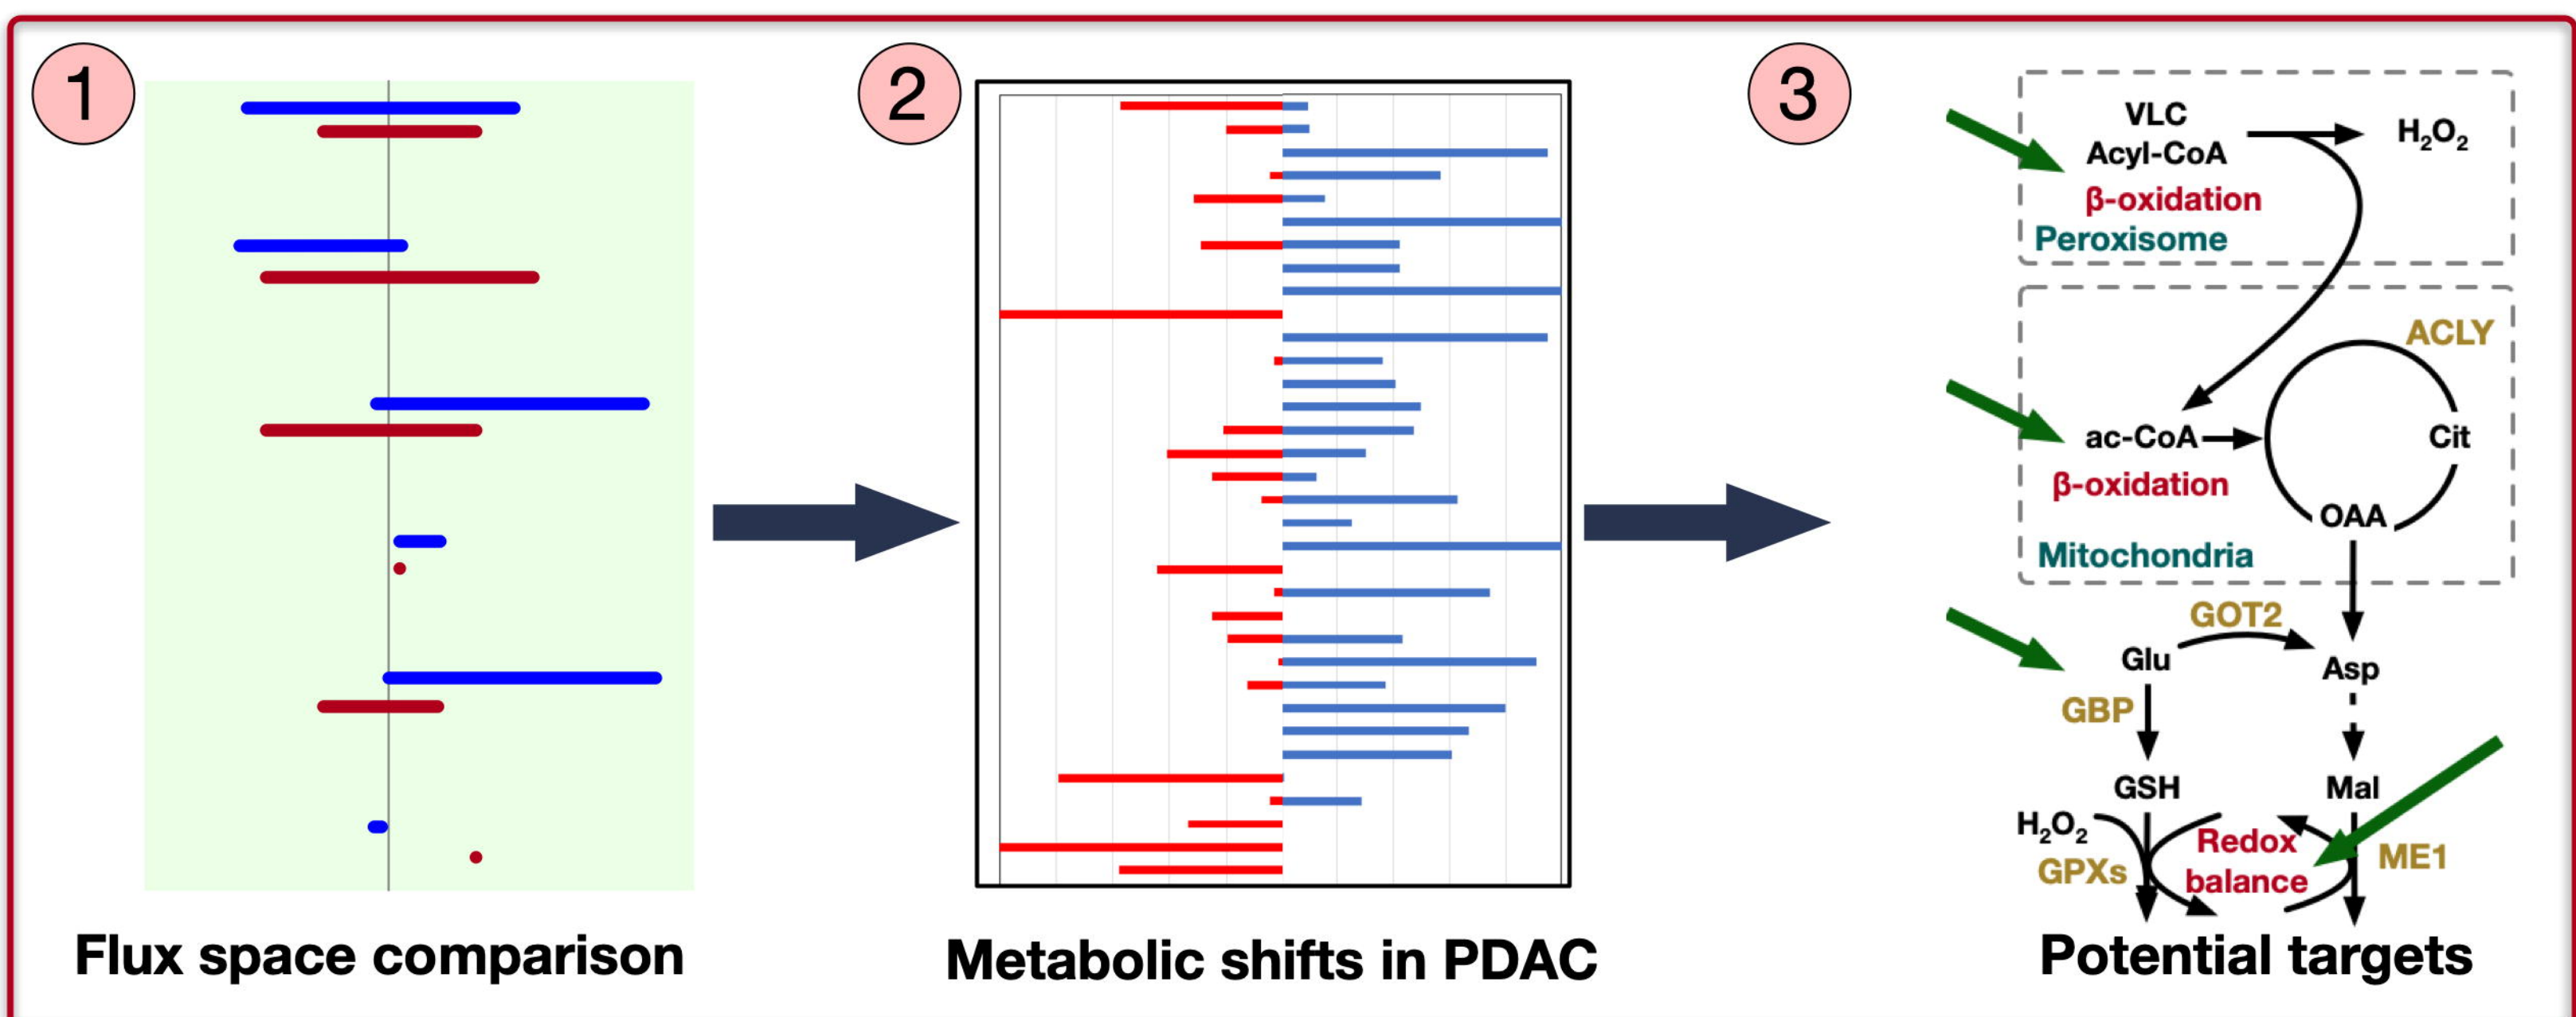 1
Flux space comparison
2
Metabolic shifts in PDAC
3
VLC
Acyl-CoA
H₂O₂
β-oxidation
Peroxisome
ACLY
ac-CoA
Cit
β-oxidation
OAA
Mitochondria
GOT2
Glu
Asp
GBP
GSH
Mal
H₂O₂
Redox
balance
GPXs
ME1
Potential targets